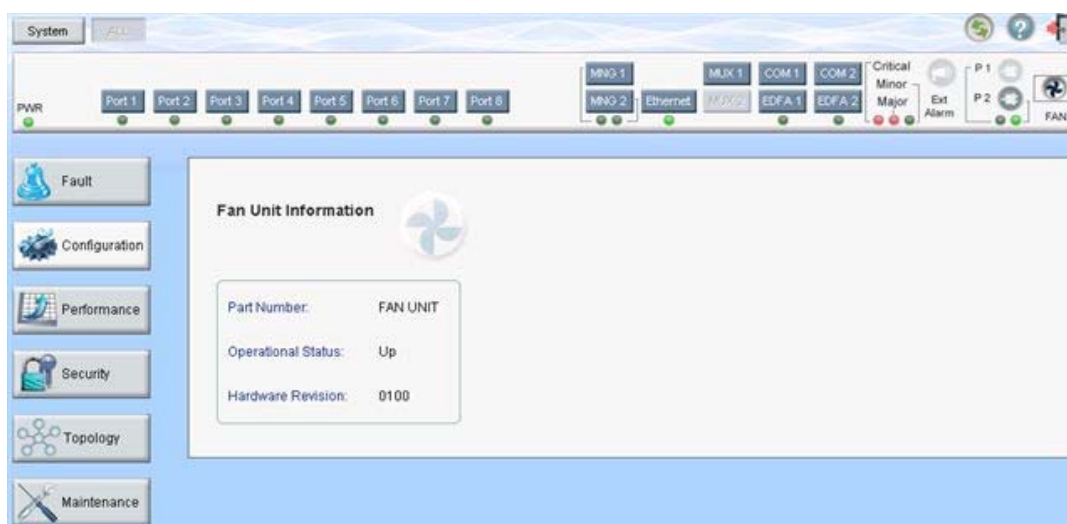 System ALL
MNG 1 MUX 1 COM 1 COM 2 Critical P 1
Minor
PWR Port 1 Port 2 Port 3 Port 4 Port 5 Port 6 Port 7 Port 8 MNG 2 Ethernet MUX 2 EDFA 1 EDFA 2 Major Ext P 2
Alarm FAN
Fault
Fan Unit Information
Configuration
Performance Part Number: FAN UNIT
Operational Status: Up
Security
Hardware Revision: 0100
Topology
Maintenance